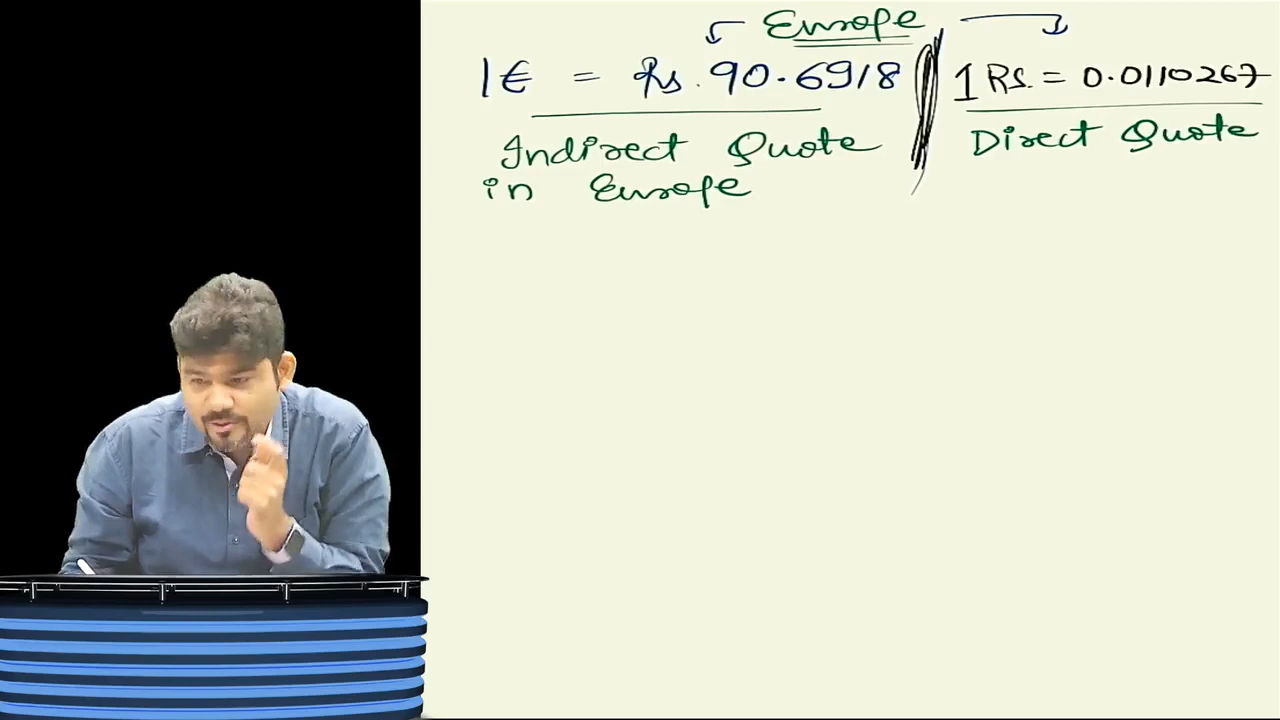 Europe
1€ = Rs. 90.6918
1 Rs. = 0.0110267
Indirect Quote
in Europe
Direct Quote